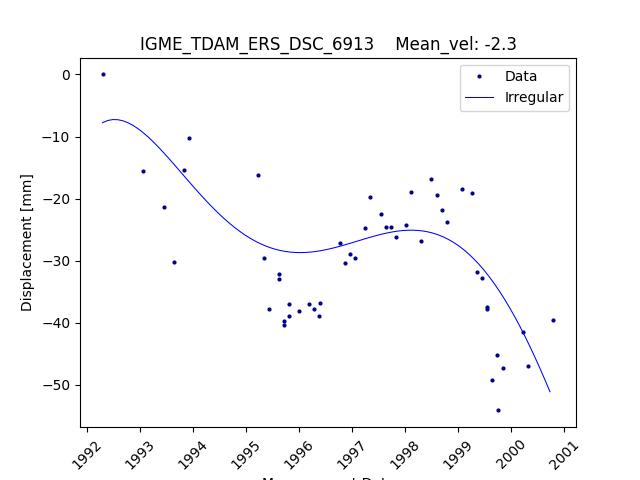 IGME_TDAM_ERS_DSC_6913    Mean_vel: -2.3
Data
Irregular
Displacement [mm]
0
−10
−20
−30
−40
−50
1992 1993 1994 1995 1996 1997 1998 1999 2000 2001